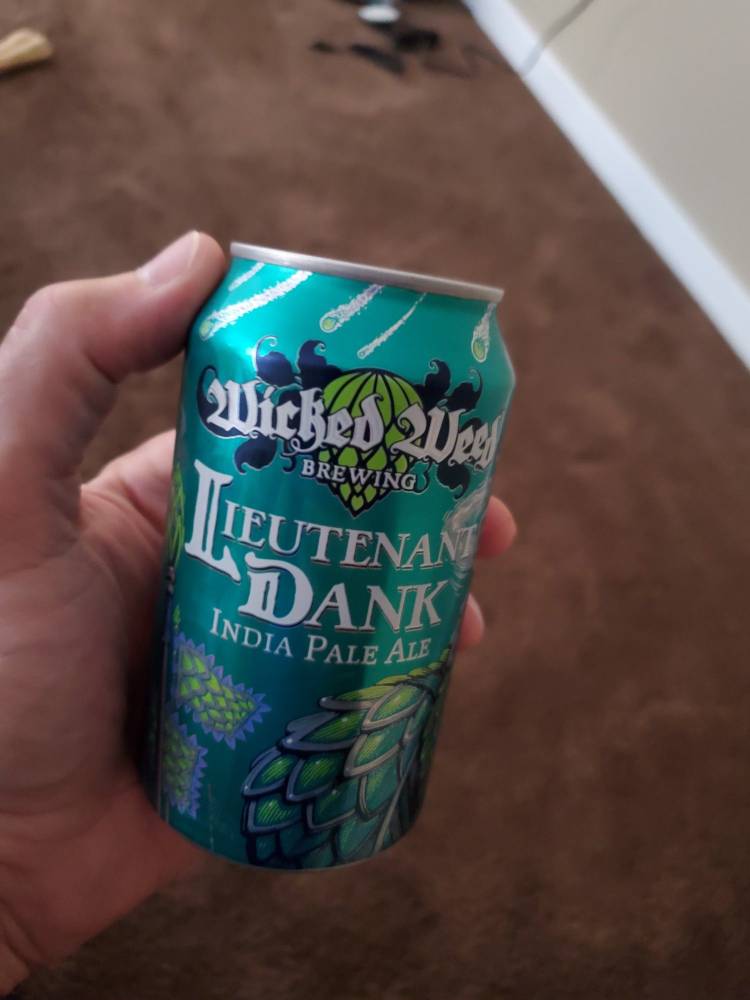 Wicked Weed
BREWING
LIEUTENANT
DANK
INDIA PALE ALE